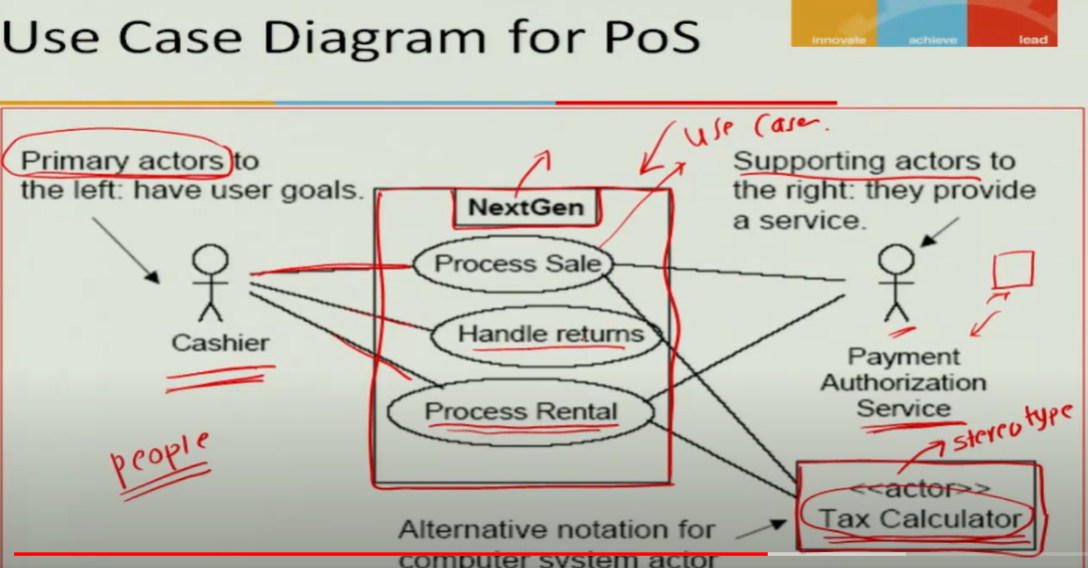 Use Case Diagram for PoS
innovate
achieve
lead
Primary actors to
the left: have user goals.
use case.
Supporting actors to
the right: they provide
a service.
NextGen
Process Sale
Handle returns
Process Rental
Cashier
people
Payment
Authorization
Service
stereotype
<<actor>>
Tax Calculator
Alternative notation for
computer system actor